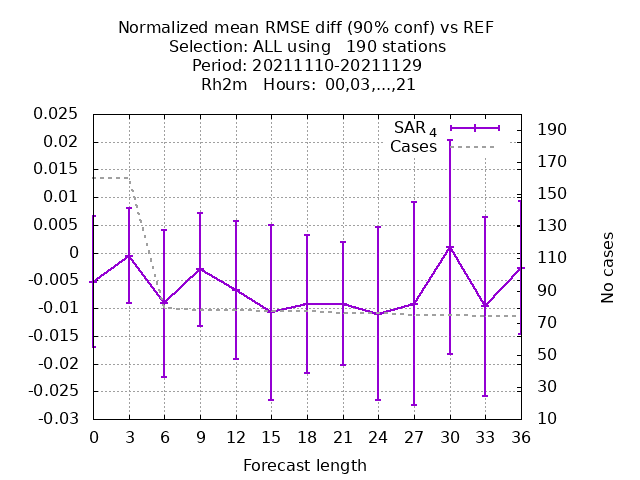 Normalized mean RMSE diff (90% conf) vs REF
Selection: ALL using   190 stations
Period: 20211110-20211129
Rh2m   Hours: 00,03,...,21
0.025
0.02
0.015
0.01
0.005
0
-0.005
-0.01
-0.015
-0.02
-0.025
-0.03
SAR 4
Cases
190
170
150
130
110
90
70
50
30
10
No cases
0 3 6 9 12 15 18 21 24 27 30 33 36
Forecast length